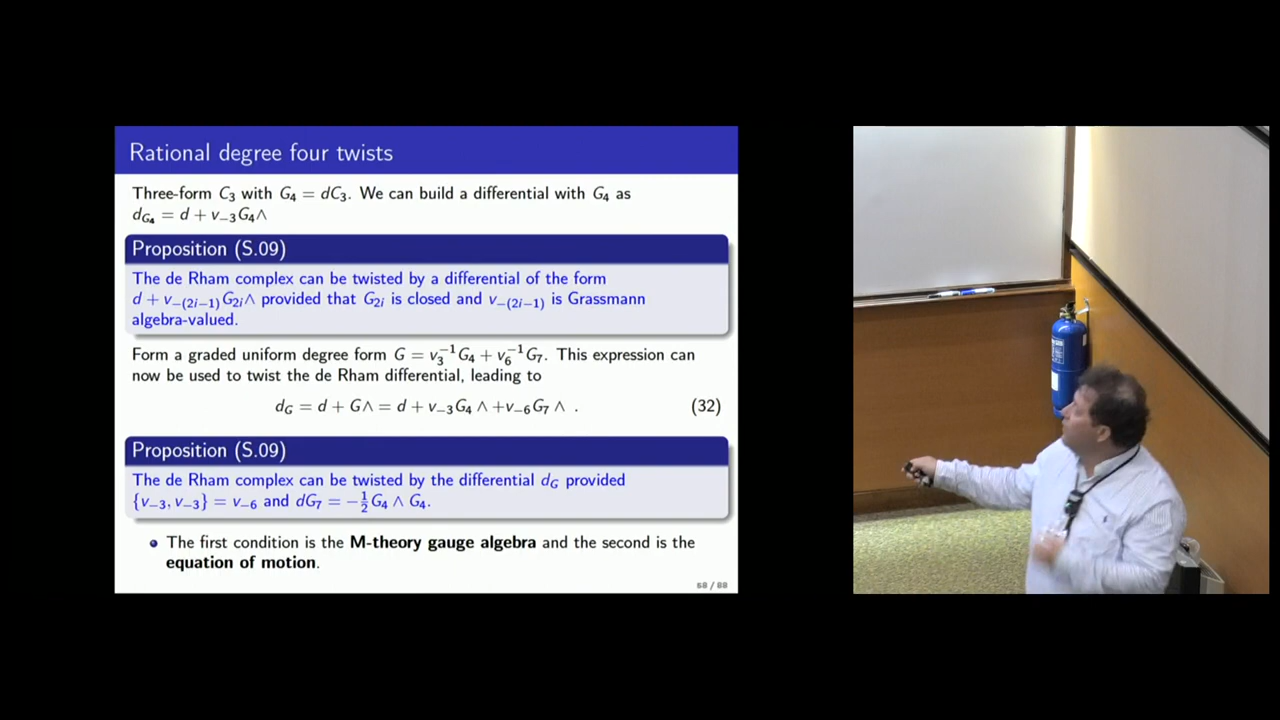 Rational degree four twists
Three-form C₃ with G₄ = dC₃. We can build a differential with G₄ as
d_{G₄} = d + v₋₃G₄∧
Proposition (S.09)
The de Rham complex can be twisted by a differential of the form
d + v_{−(2i−1)}G_{2i}∧ provided that G_{2i} is closed and v_{−(2i−1)} is Grassmann
algebra-valued.
Form a graded uniform degree form G = v₃⁻¹G₄ + v₆⁻¹G₇. This expression can
now be used to twist the de Rham differential, leading to
d_G = d + G∧ = d + v₋₃G₄ ∧ +v₋₆G₇ ∧ . (32)
Proposition (S.09)
The de Rham complex can be twisted by the differential d_G provided
{v₋₃, v₋₃} = v₋₆ and dG₇ = −½G₄ ∧ G₄.
The first condition is the M-theory gauge algebra and the second is the
equation of motion.
68 / 88